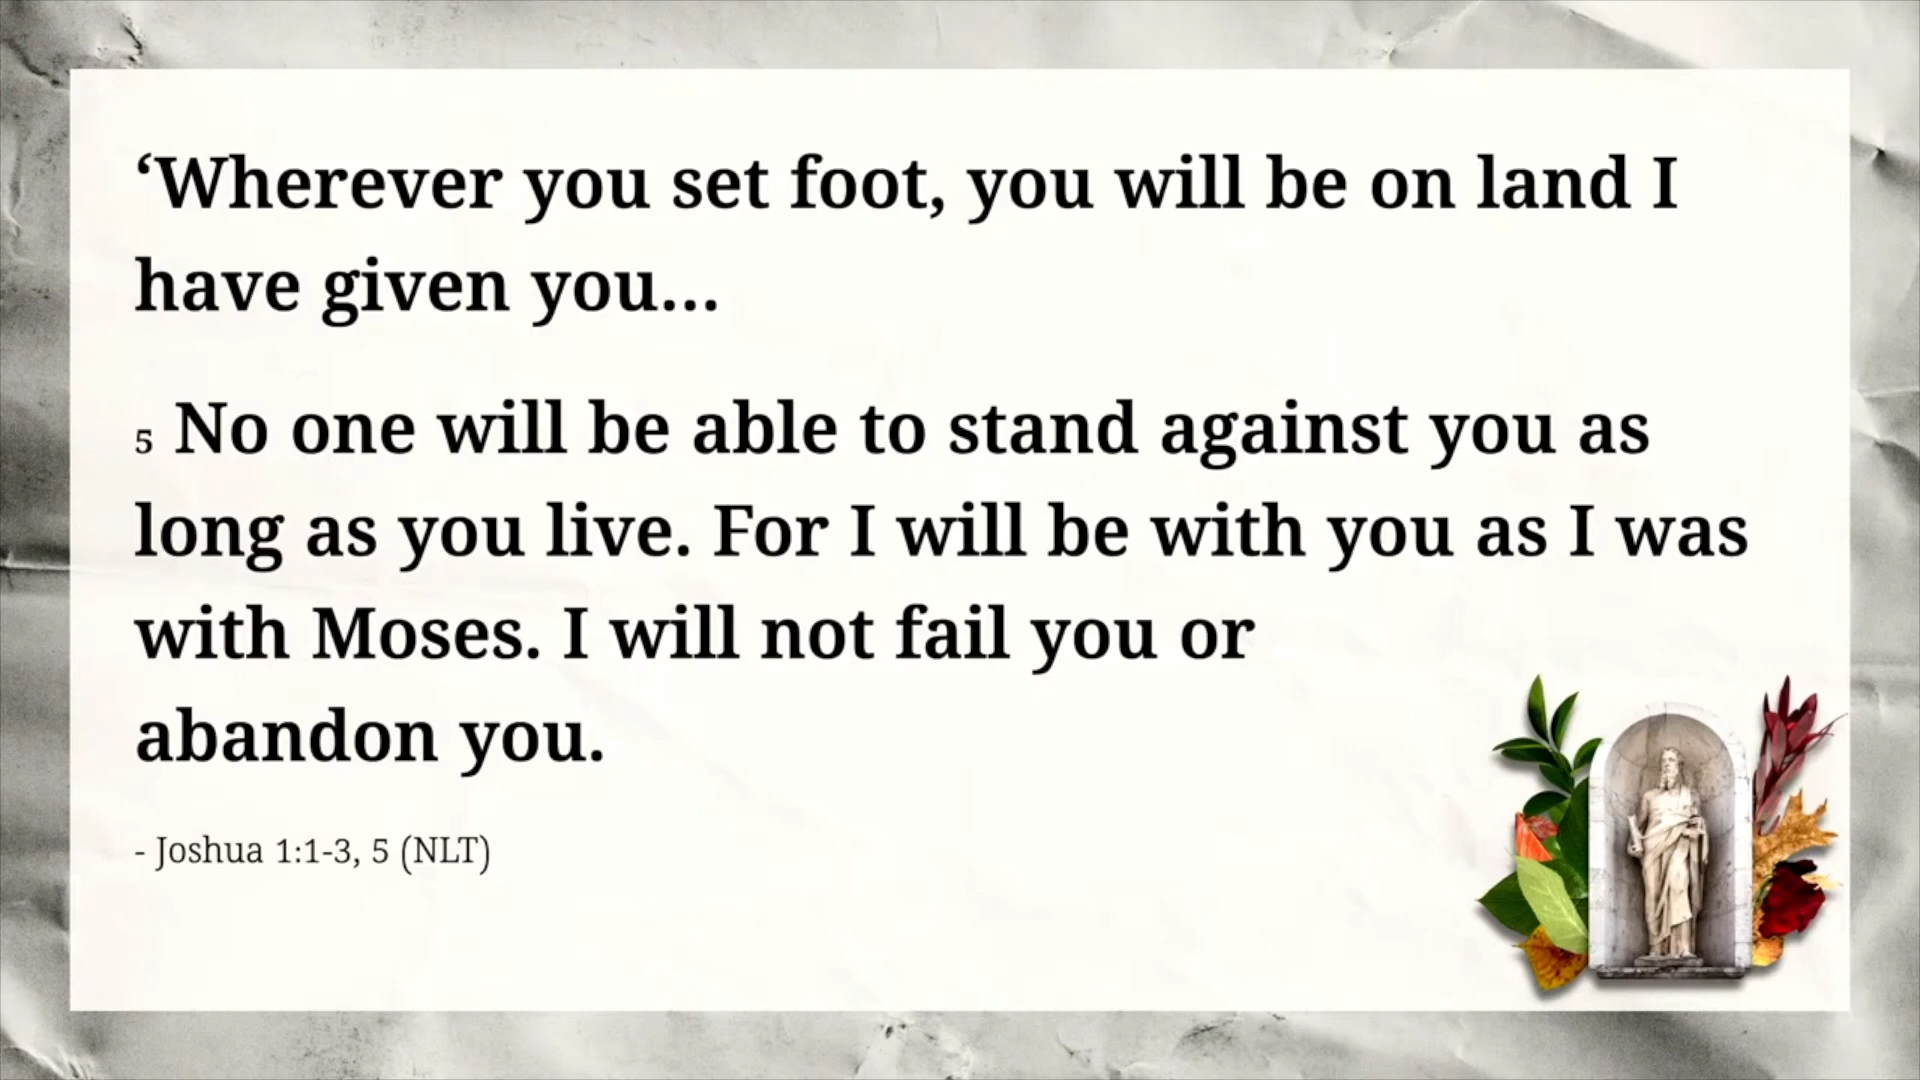 ‘Wherever you set foot, you will be on land I
have given you...
5 No one will be able to stand against you as
long as you live. For I will be with you as I was
with Moses. I will not fail you or
abandon you.
- Joshua 1:1-3, 5 (NLT)